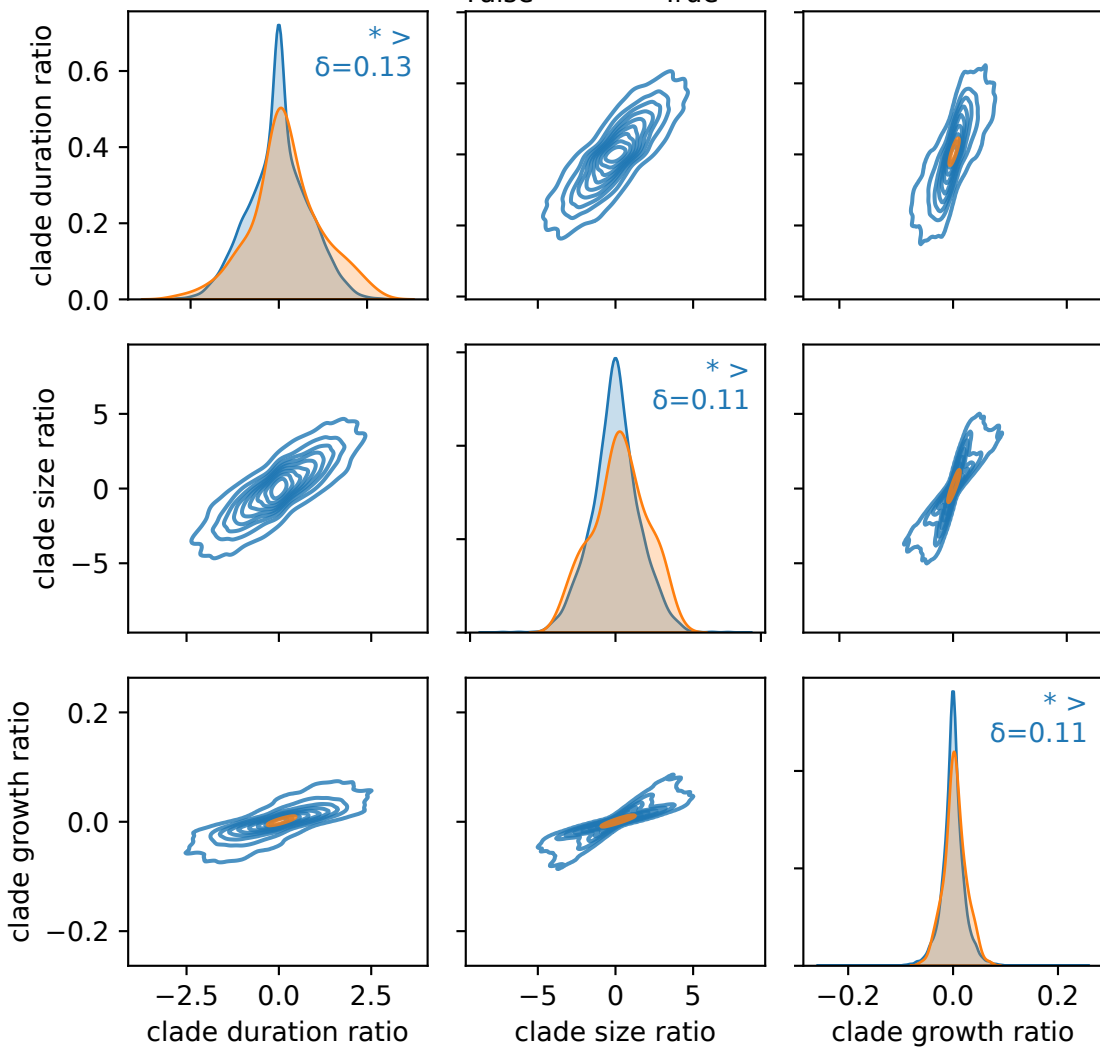 False True
clade duration ratio
0.6
0.4
0.2
0.0
* >
δ=0.13
clade size ratio
5
0
−5
* >
δ=0.11
clade growth ratio
0.2
0.0
−0.2
* >
δ=0.11
−2.5 0.0 2.5
−5 0 5
−0.2 0.0 0.2
clade duration ratio
clade size ratio
clade growth ratio